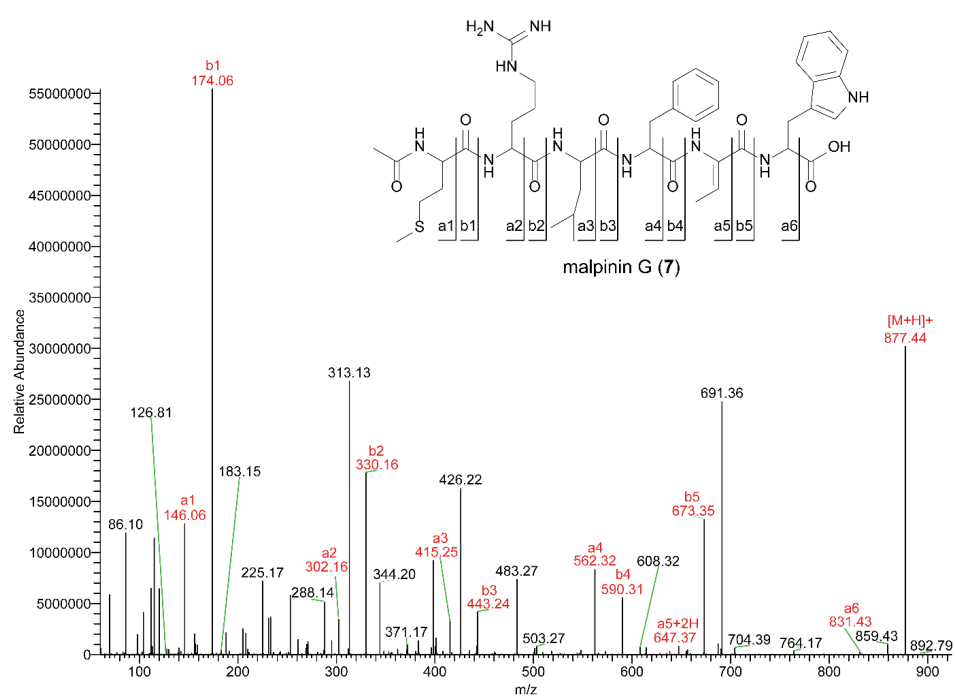 H₂N NH
HN
NH
H N O H N O H N OH
O N H O N H O N H O
S a1 b1 a2 b2 a3 b3 a4 b4 a5 b5 a6
malpinin G (7)
b1
174.06
[M+H]+
877.44
313.13
691.36
126.81
183.15
b2
330.16
426.22
b5
673.35
a1
146.06
86.10
a2
302.16
a3
415.25
a4
562.32
608.32
225.17
288.14
344.20
371.17
b3
443.24
483.27
503.27
b4
590.31
a5+2H
647.37
704.39
764.17
a6
831.43
859.43
892.79
Relative Abundance
55000000
50000000
45000000
40000000
35000000
30000000
25000000
20000000
15000000
10000000
5000000
0
100 200 300 400 500 600 700 800 900
m/z